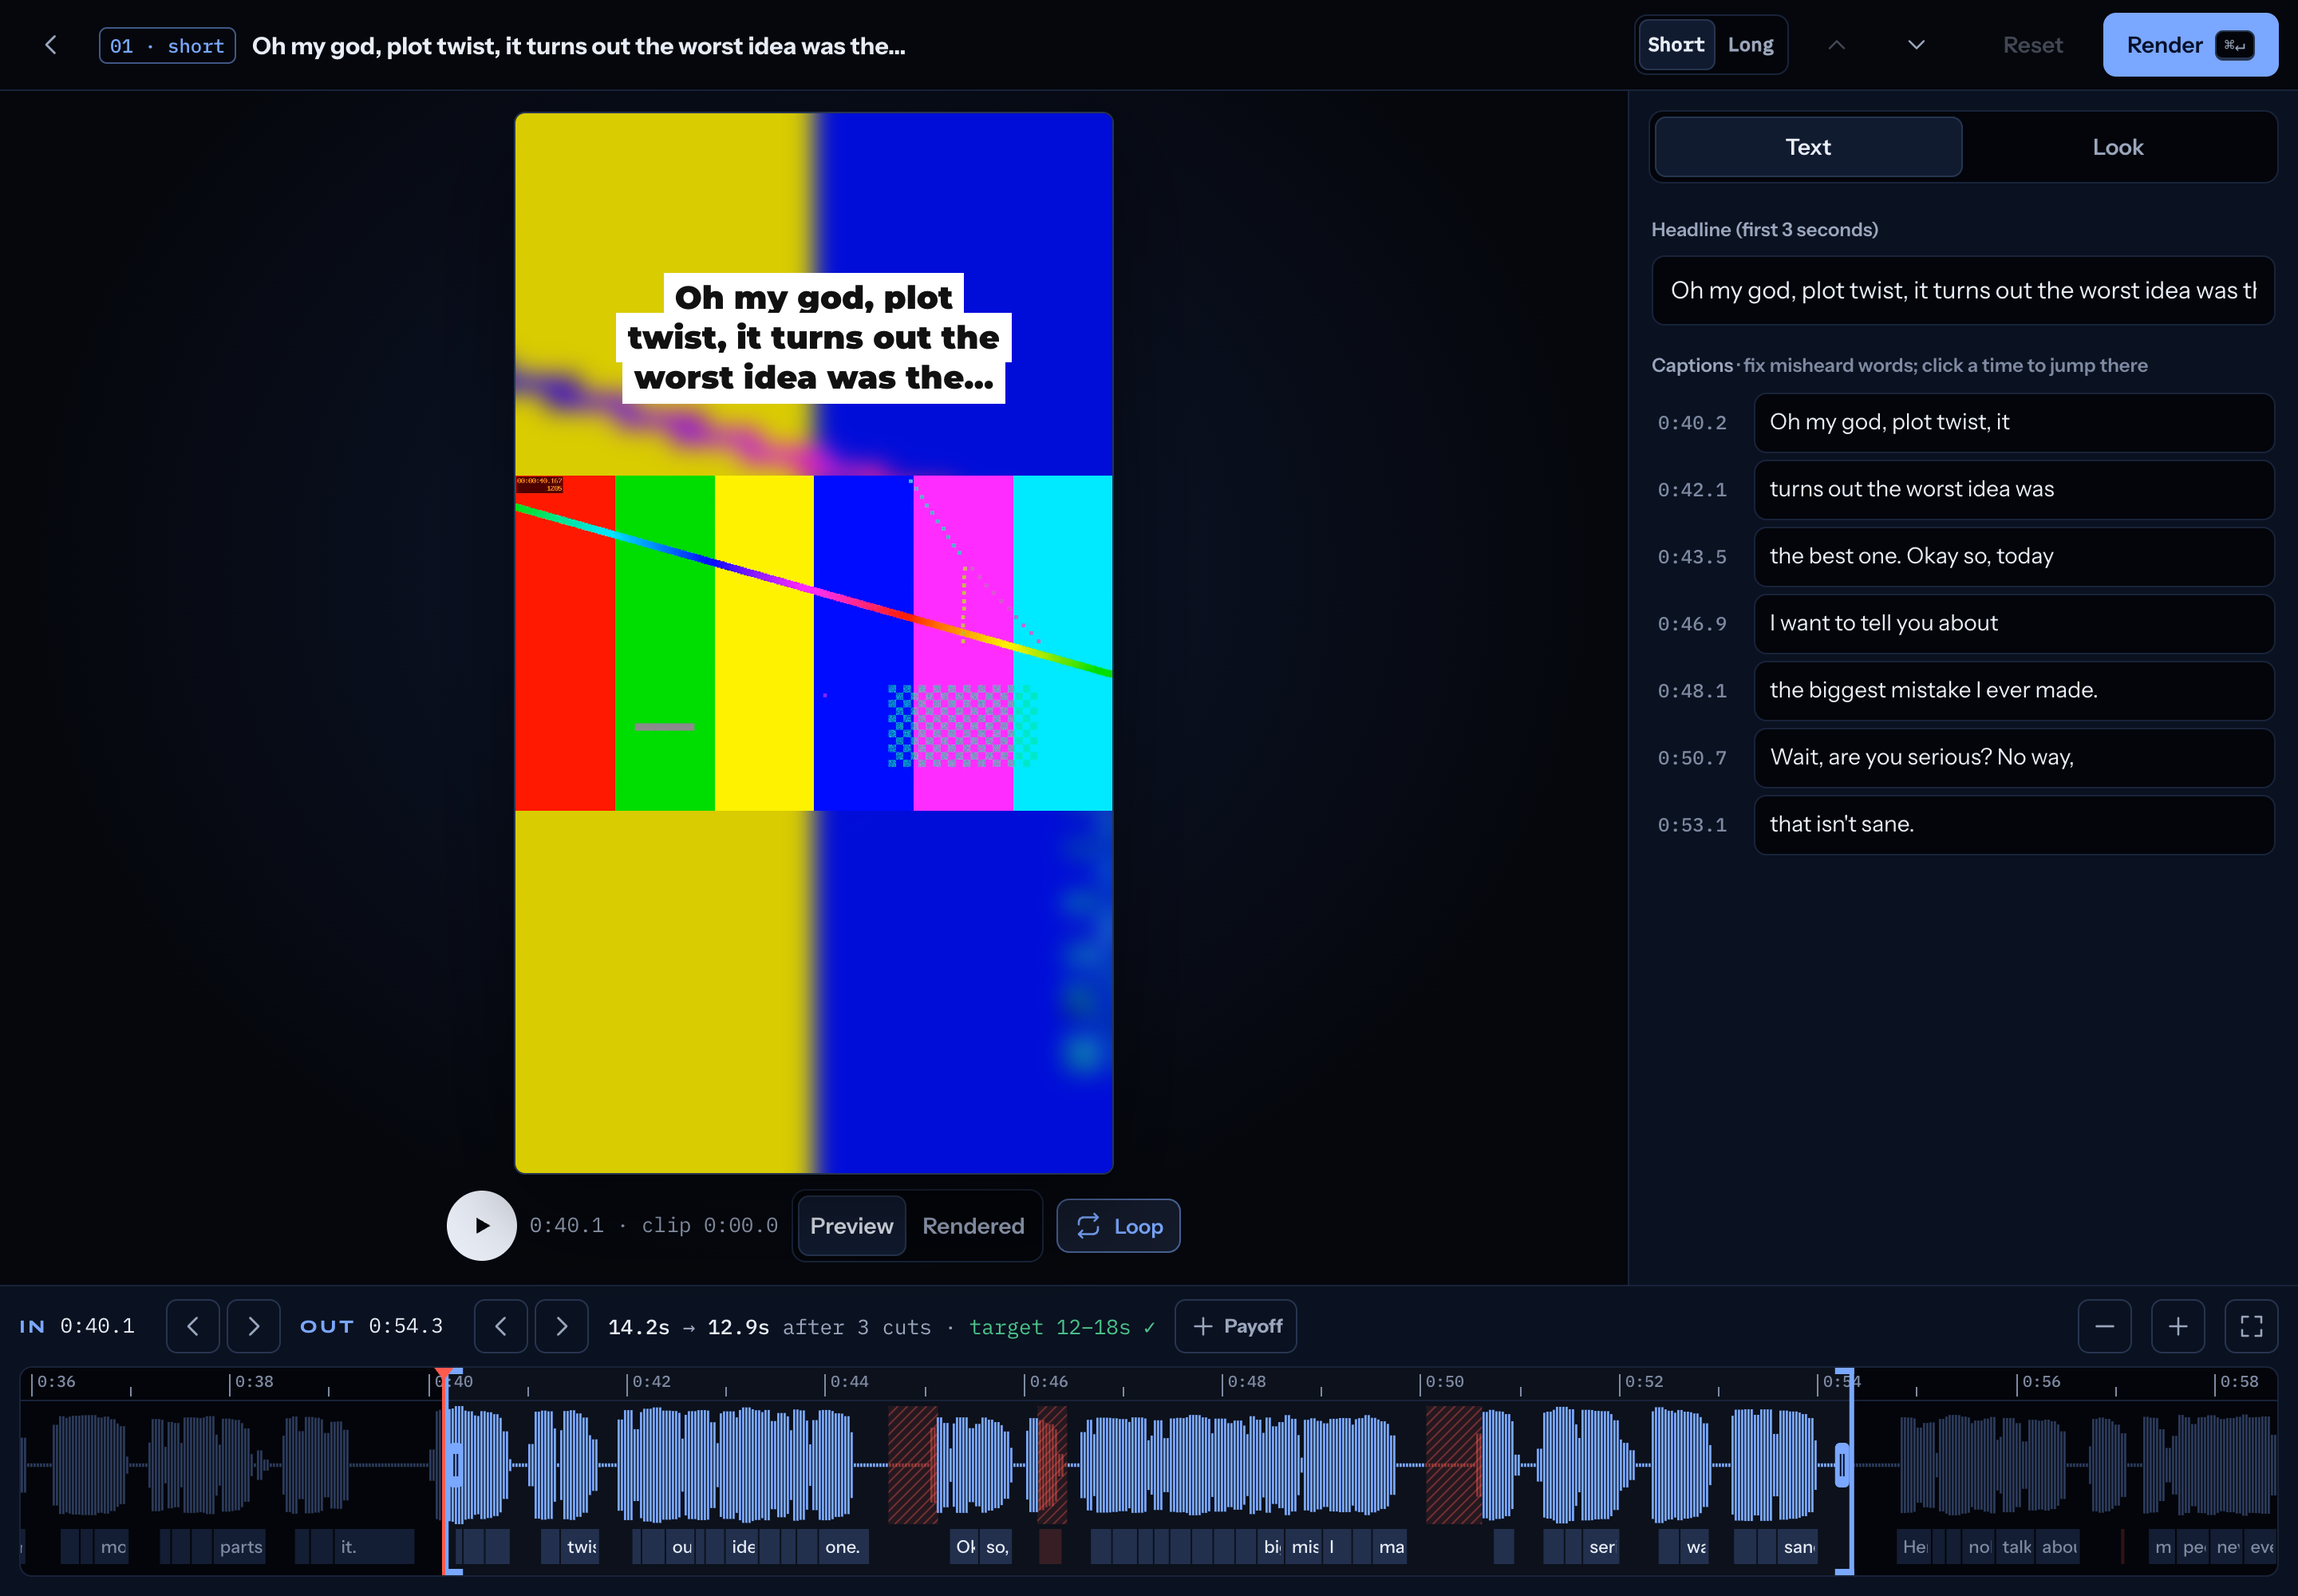 01 · short
Oh my god, plot twist, it turns out the worst idea was the...
Short Long
Reset
Render ⌘↵
Oh my god, plot
twist, it turns out the
worst idea was the...
00:00:40.167
1205
Text
Look
Headline (first 3 seconds)
Oh my god, plot twist, it turns out the worst idea was th
Captions · fix misheard words; click a time to jump there
0:40.2 Oh my god, plot twist, it
0:42.1 turns out the worst idea was
0:43.5 the best one. Okay so, today
0:46.9 I want to tell you about
0:48.1 the biggest mistake I ever made.
0:50.7 Wait, are you serious? No way,
0:53.1 that isn't sane.
0:40.1 · clip 0:00.0
Preview Rendered
Loop
IN 0:40.1
OUT 0:54.3
14.2s → 12.9s after 3 cuts · target 12–18s ✓
+ Payoff
0:36 0:38 0:40 0:42 0:44 0:46 0:48 0:50 0:52 0:54 0:56 0:58
parts it. one. so, I ma ser talk m